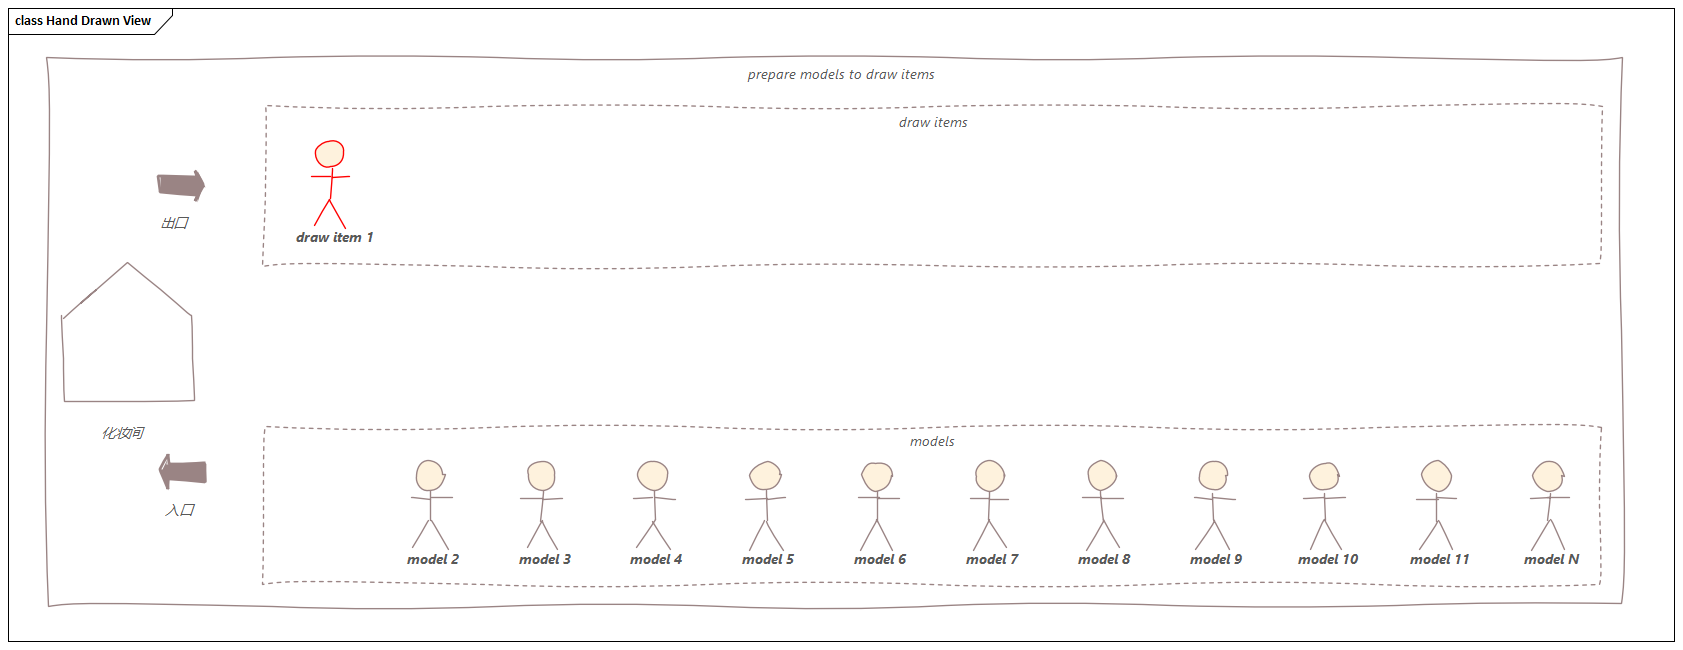 class Hand Drawn View
prepare models to draw items
draw items
draw item 1
出口
化妆间
入口
models
model 2
model 3
model 4
model 5
model 6
model 7
model 8
model 9
model 10
model 11
model N